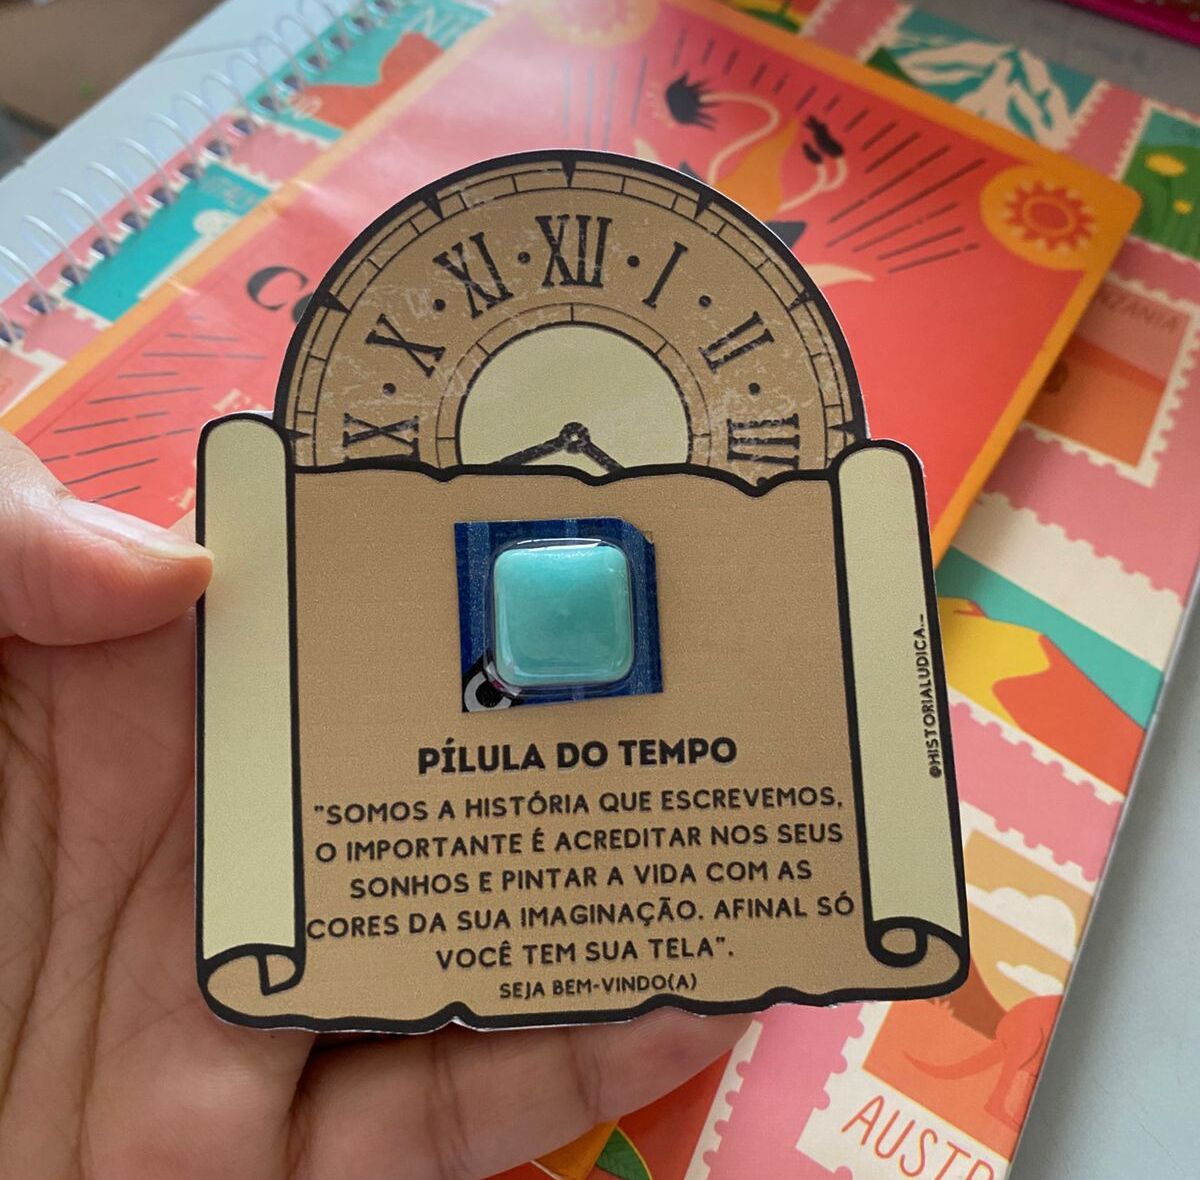 IX X XI XII I II III
PÍLULA DO TEMPO
"SOMOS A HISTÓRIA QUE ESCREVEMOS,
O IMPORTANTE É ACREDITAR NOS SEUS
SONHOS E PINTAR A VIDA COM AS
CORES DA SUA IMAGINAÇÃO. AFINAL SÓ
VOCÊ TEM SUA TELA".
SEJA BEM-VINDO(A)
@HISTORIALUDICA._